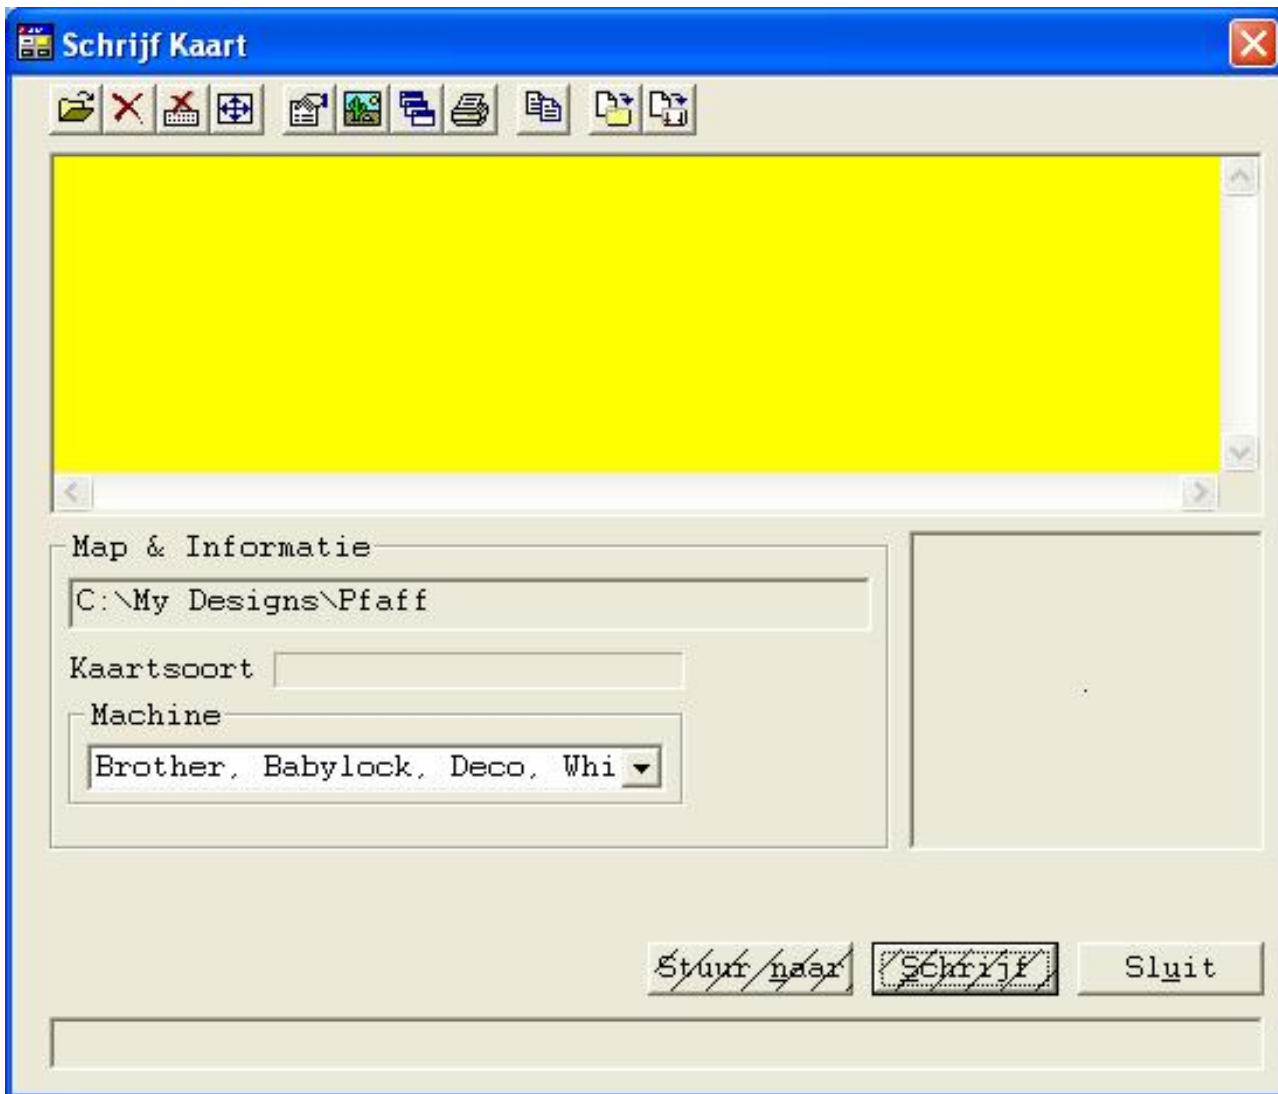 Schrijf Kaart
Map & Informatie
C:\My Designs\Pfaff
Kaartsoort
Machine
Brother, Babylock, Deco, Whi
Stuur naar
Schrijf
Sluit